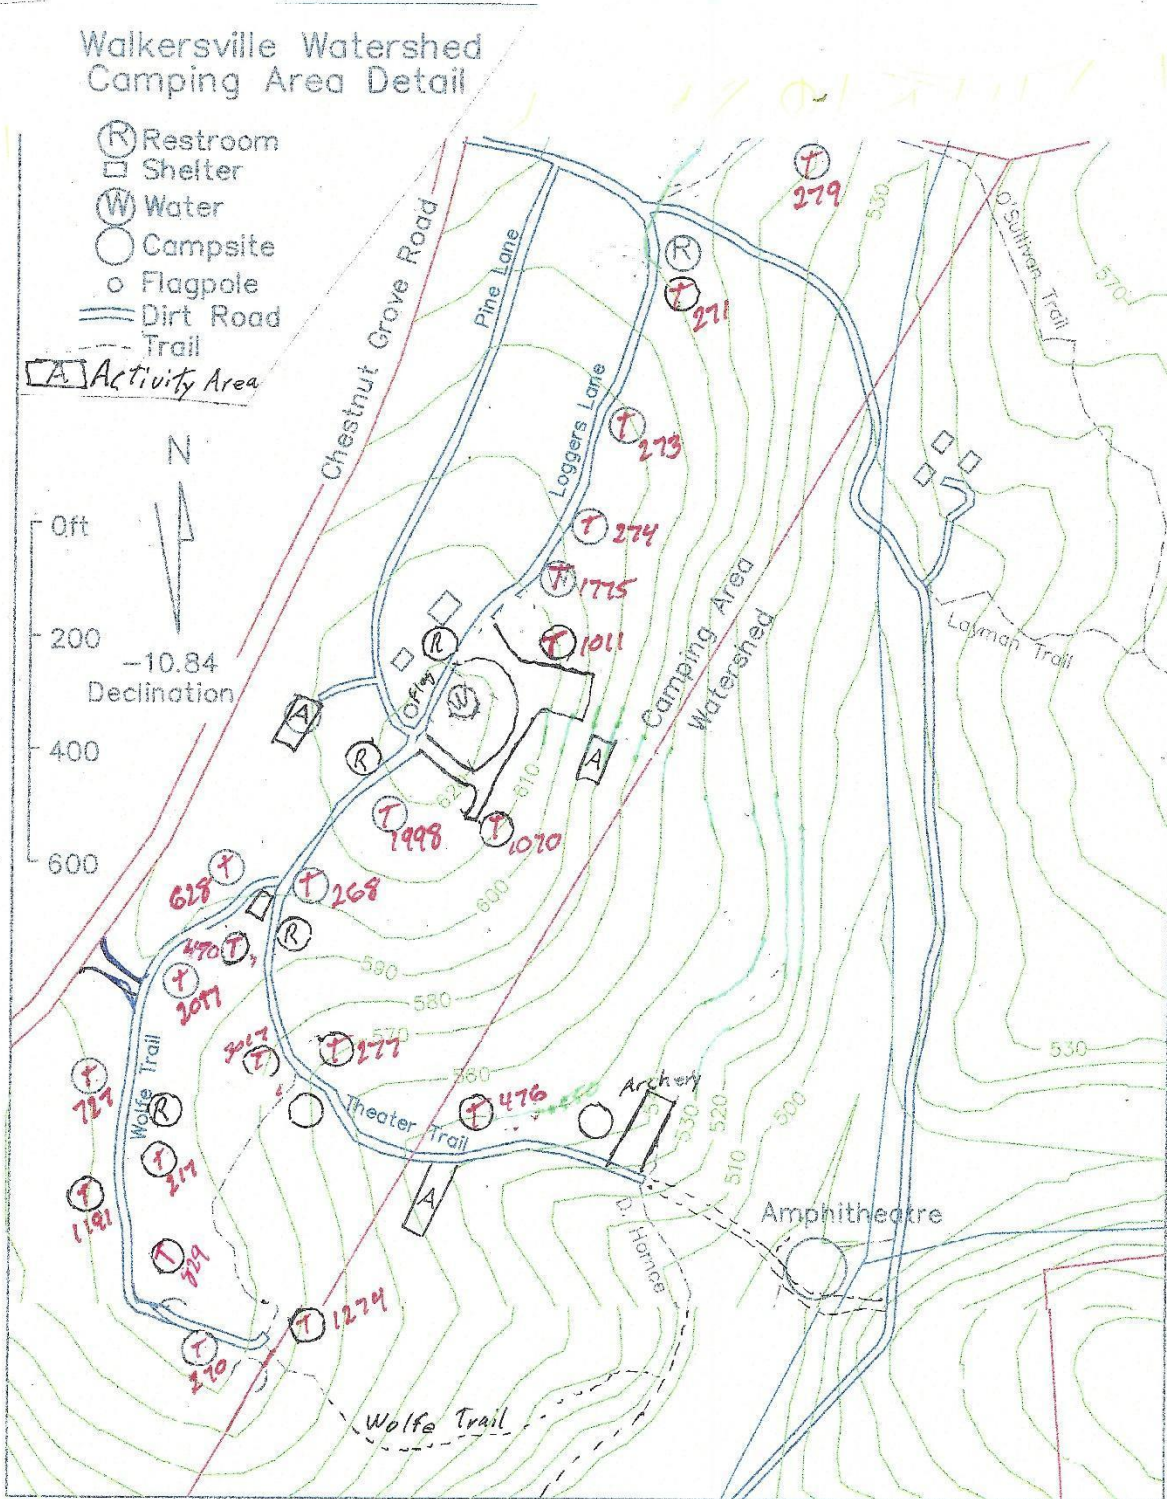 Walkersville Watershed
Camping Area Detail
R Restroom
Shelter
W Water
Campsite
Flagpole
Dirt Road
Trail
A Activity Area
N
0ft
200
400
600
-10.84
Declination
Chestnut Grove Road
Pine Lane
Loggers Lane
T
279
530
570
O'Sullivan Trail
R
T
271
T
273
T 274
T 1775
T 1011
R
Flag
W
A
R
A
Camping Area
Watershed
Layman Trail
610
T
1998
T
1070
600
628 T
T 268
470 T
R
590
T
2097
580
570
T
T 277
560
530
T
727
Wolfe Trail
R
T
217
T
1191
T
829
T
270
T 1274
Theater Trail
T 476
Archery
530
520
510
500
A
D. Hornce
Amphitheatre
Wolfe Trail